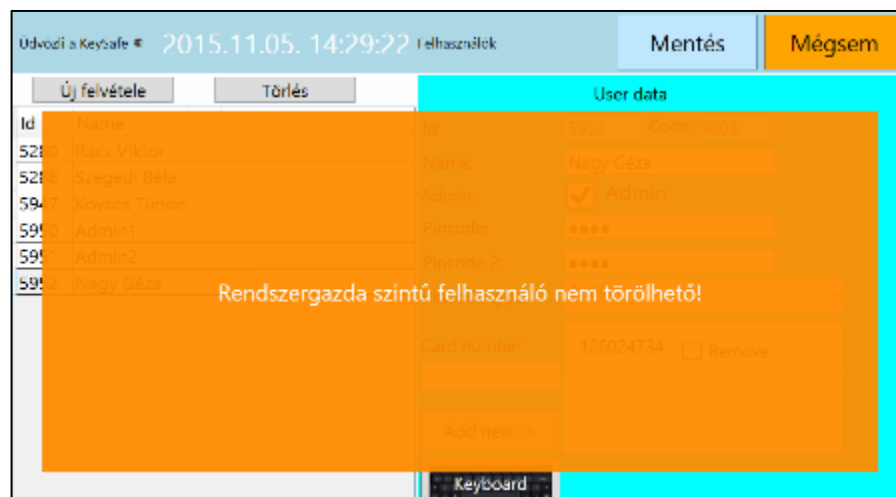 Üdvözli a KeySafe 2015.11.05. 14:29:22 Felhasználók Mentés Mégsem
Új felvétele Törlés User data
Id Name Id: 5952 Code: 5603
5280 Rácz Viktor Name: Nagy Géza
5286 Szegedi Béla Admin: Admin
5947 Kovács Tünde Pincode:
5950 Admin1 Pincode 2:
5951 Admin2
5952 Nagy Géza
Rendszergazda szintű felhasználó nem törölhető!
Card number 126024734 Remove
Add new ->
Keyboard